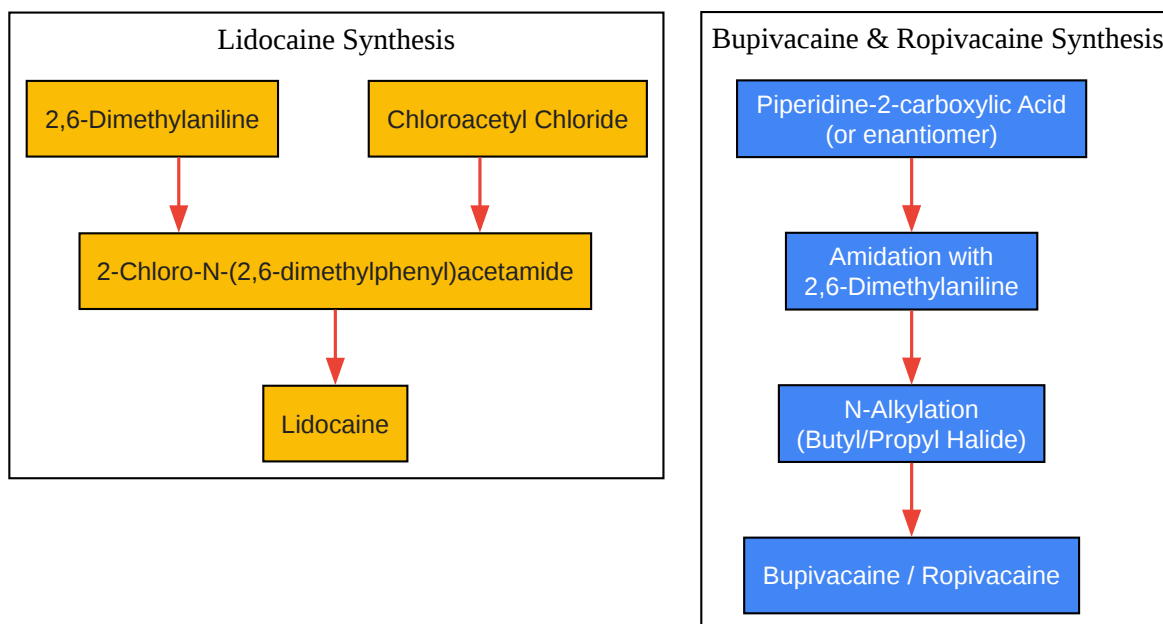 Lidocaine Synthesis
2,6-Dimethylaniline
Chloroacetyl Chloride
2-Chloro-N-(2,6-dimethylphenyl)acetamide
Lidocaine
Bupivacaine & Ropivacaine Synthesis
Piperidine-2-carboxylic Acid
(or enantiomer)
Amidation with
2,6-Dimethylaniline
N-Alkylation
(Butyl/Propyl Halide)
Bupivacaine / Ropivacaine